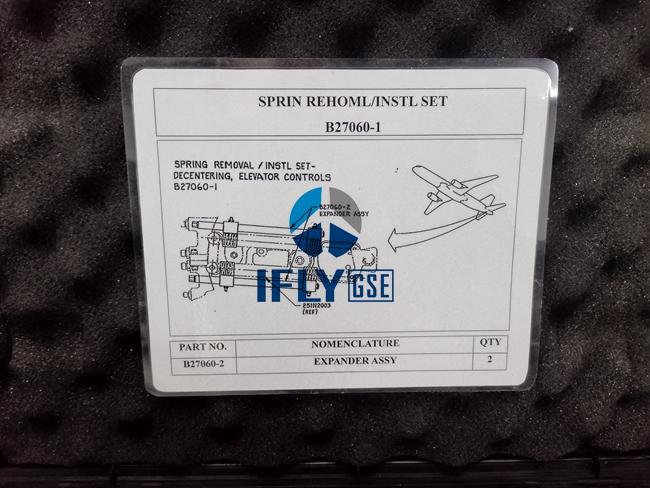 SPRIN REHOML/INSTL SET
B27060-1
SPRING REMOVAL / INSTL SET-
DECENTERING, ELEVATOR CONTROLS
B27060-1
B27060-2
EXPANDER ASSY
IFLY GSE
251N2003
(REF)
PART NO. NOMENCLATURE QTY
B27060-2 EXPANDER ASSY 2